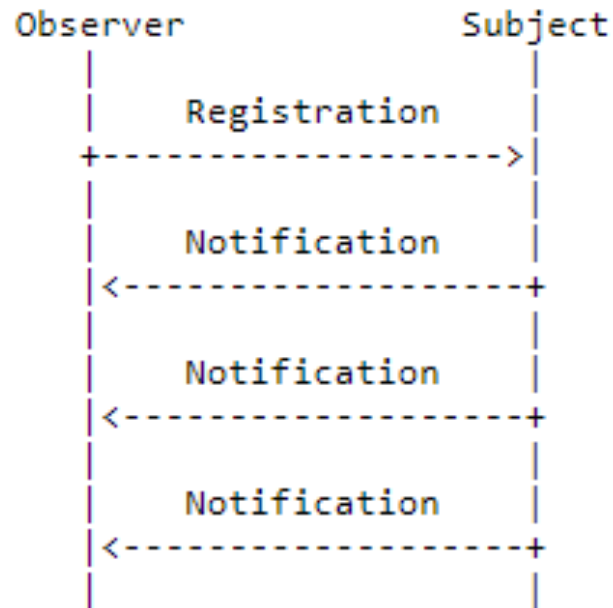 Observer Subject
Registration
Notification
Notification
Notification